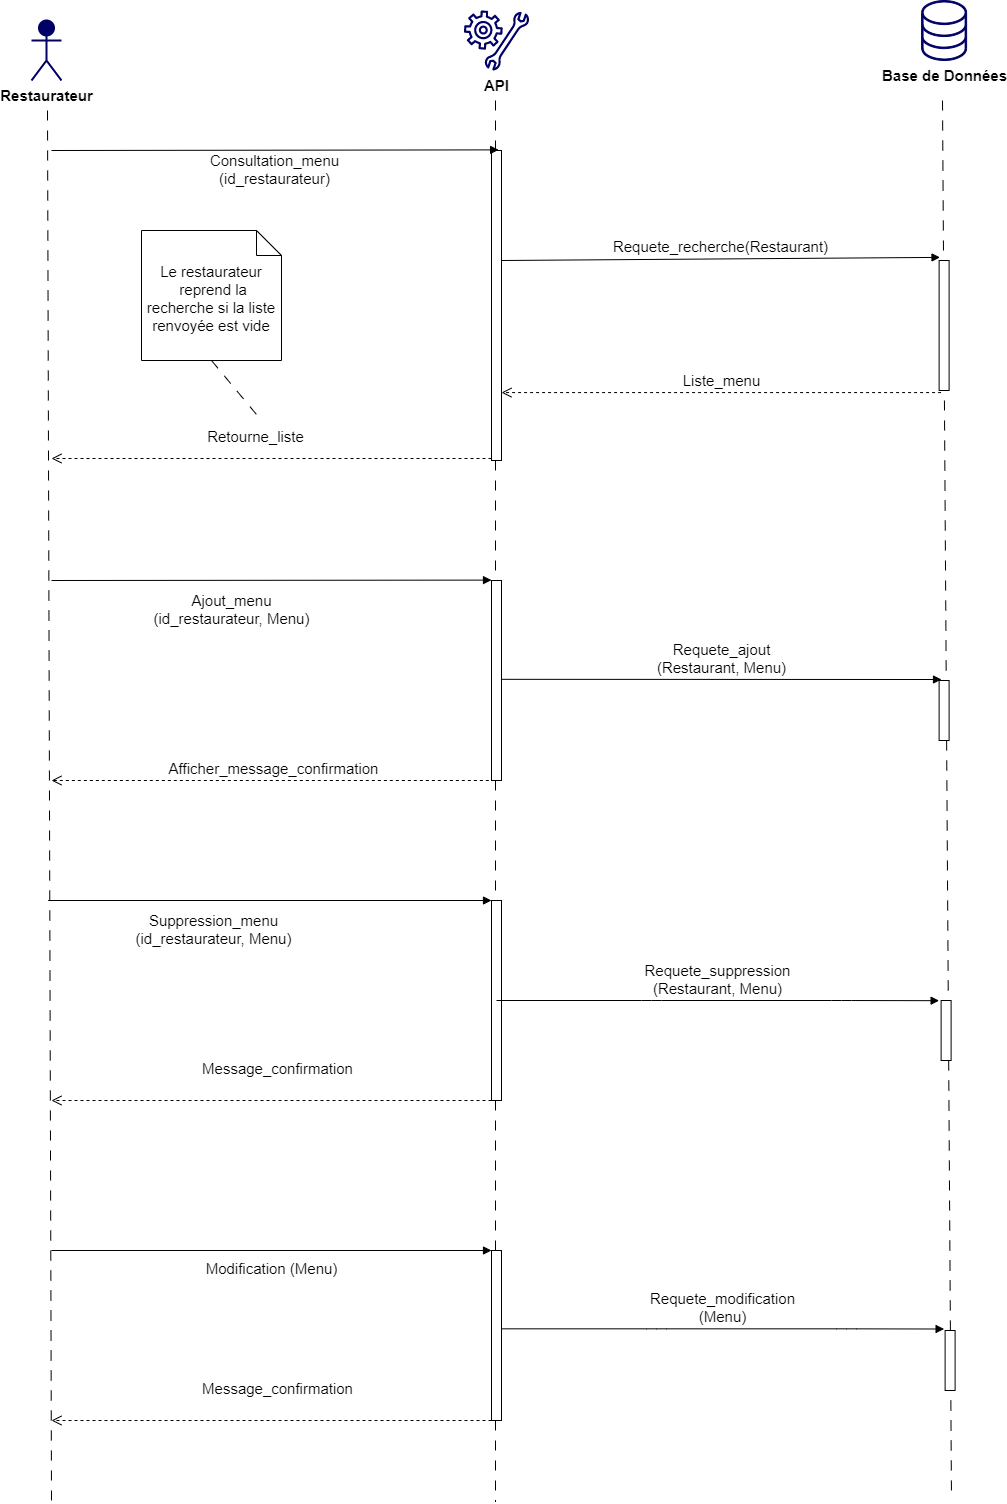 Restaurateur
API
Base de Données
Consultation_menu
(id_restaurateur)
Requete_recherche(Restaurant)
Le restaurateur
reprend la
recherche si la liste
renvoyée est vide
Liste_menu
Retourne_liste
Ajout_menu
(id_restaurateur, Menu)
Requete_ajout
(Restaurant, Menu)
Afficher_message_confirmation
Suppression_menu
(id_restaurateur, Menu)
Requete_suppression
(Restaurant, Menu)
Message_confirmation
Modification (Menu)
Requete_modification
(Menu)
Message_confirmation